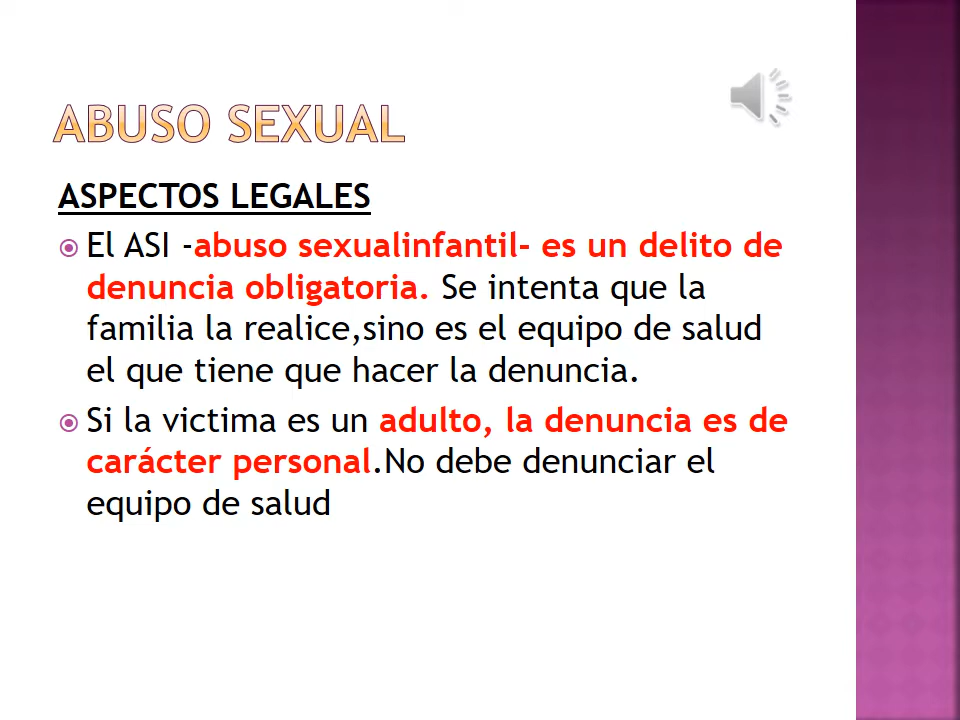 ABUSO SEXUAL
ASPECTOS LEGALES
El ASI -abuso sexualinfantil- es un delito de
denuncia obligatoria. Se intenta que la
familia la realice,sino es el equipo de salud
el que tiene que hacer la denuncia.
Si la victima es un adulto, la denuncia es de
carácter personal.No debe denunciar el
equipo de salud